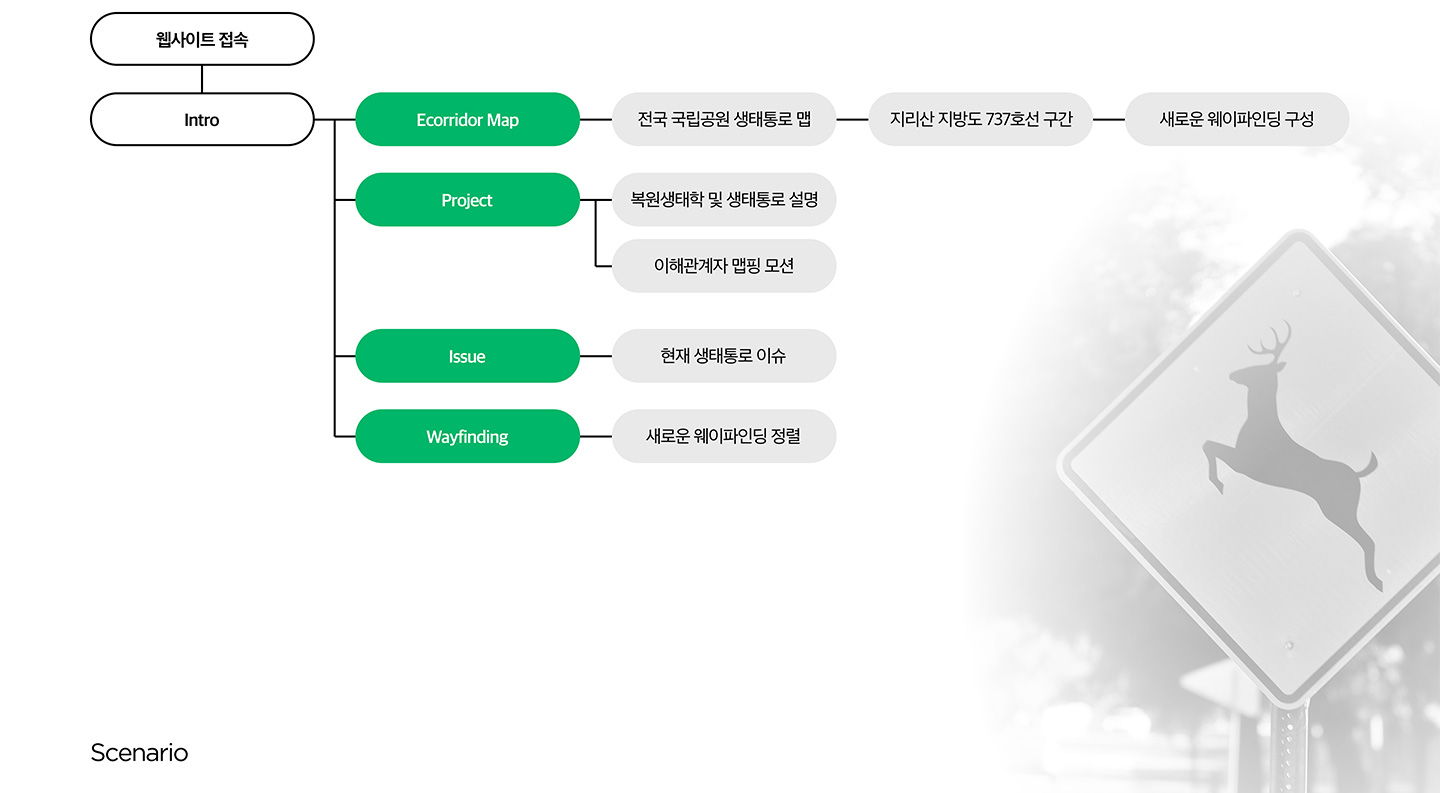 웹사이트 접속
Intro
Ecorridor Map
전국 국립공원 생태통로 맵
지리산 지방도 737호선 구간
새로운 웨이파인딩 구성
Project
복원생태학 및 생태통로 설명
이해관계자 맵핑 모션
Issue
현재 생태통로 이슈
Wayfinding
새로운 웨이파인딩 정렬
Scenario